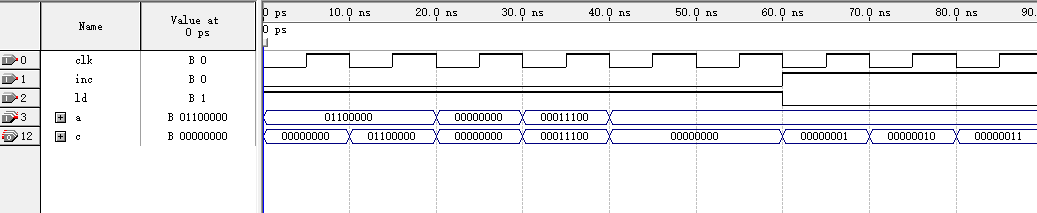 Name Value at 0 ps
0 ps 10.0 ns 20.0 ns 30.0 ns 40.0 ns 50.0 ns 60.0 ns 70.0 ns 80.0 ns 90.
0 ps
0 clk B 0
1 inc B 0
2 ld B 1
3 a B 01100000 01100000 00000000 00011100
12 c B 00000000 00000000 01100000 00000000 00011100 00000000 00000001 00000010 00000011